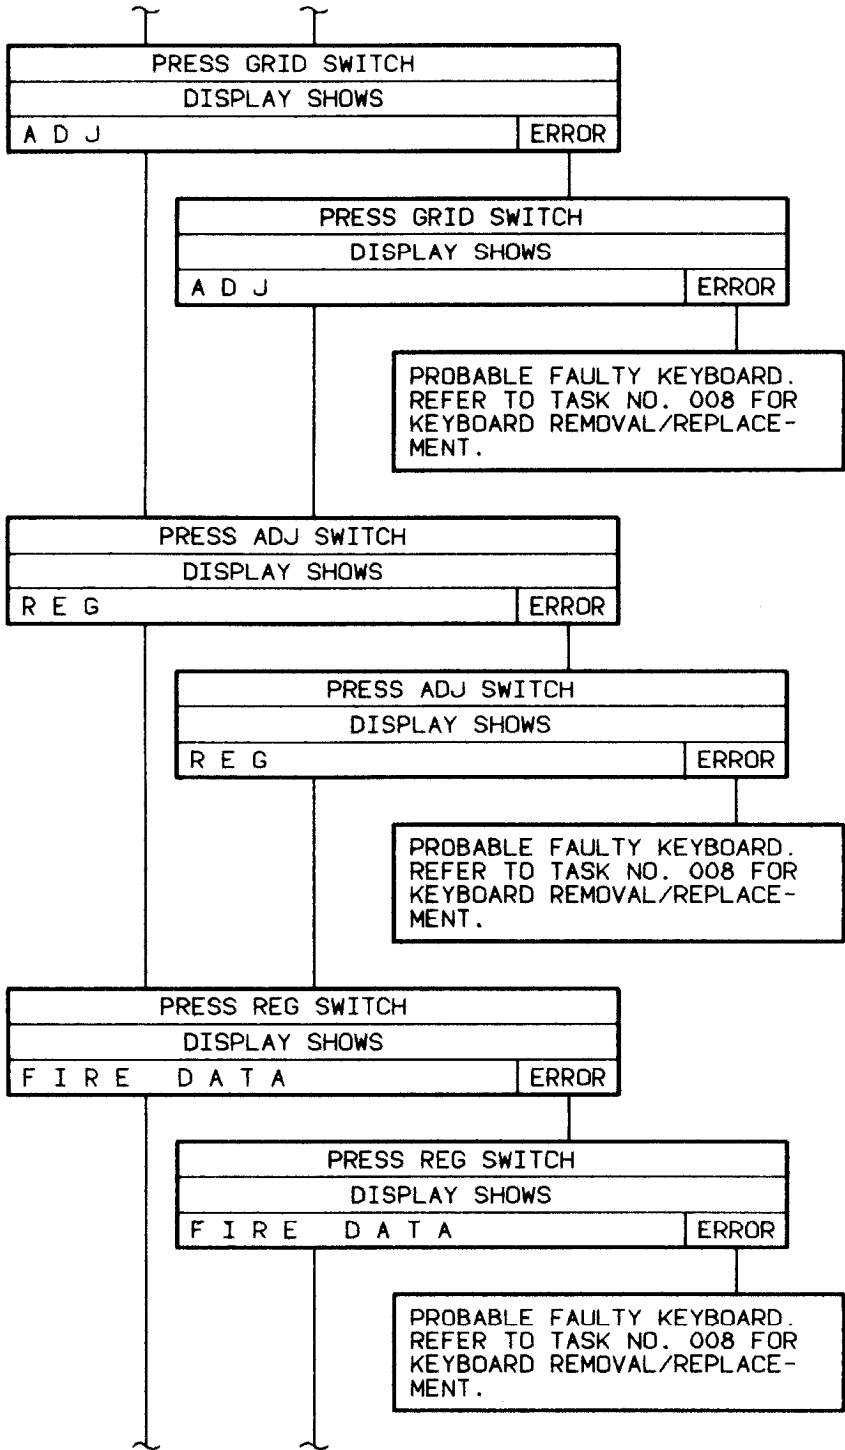 PRESS GRID SWITCH
DISPLAY SHOWS
A D J ERROR
PRESS GRID SWITCH
DISPLAY SHOWS
A D J ERROR
PROBABLE FAULTY KEYBOARD.
REFER TO TASK NO. 008 FOR
KEYBOARD REMOVAL/REPLACE-
MENT.
PRESS ADJ SWITCH
DISPLAY SHOWS
R E G ERROR
PRESS ADJ SWITCH
DISPLAY SHOWS
R E G ERROR
PROBABLE FAULTY KEYBOARD.
REFER TO TASK NO. 008 FOR
KEYBOARD REMOVAL/REPLACE-
MENT.
PRESS REG SWITCH
DISPLAY SHOWS
F I R E D A T A ERROR
PRESS REG SWITCH
DISPLAY SHOWS
F I R E D A T A ERROR
PROBABLE FAULTY KEYBOARD.
REFER TO TASK NO. 008 FOR
KEYBOARD REMOVAL/REPLACE-
MENT.